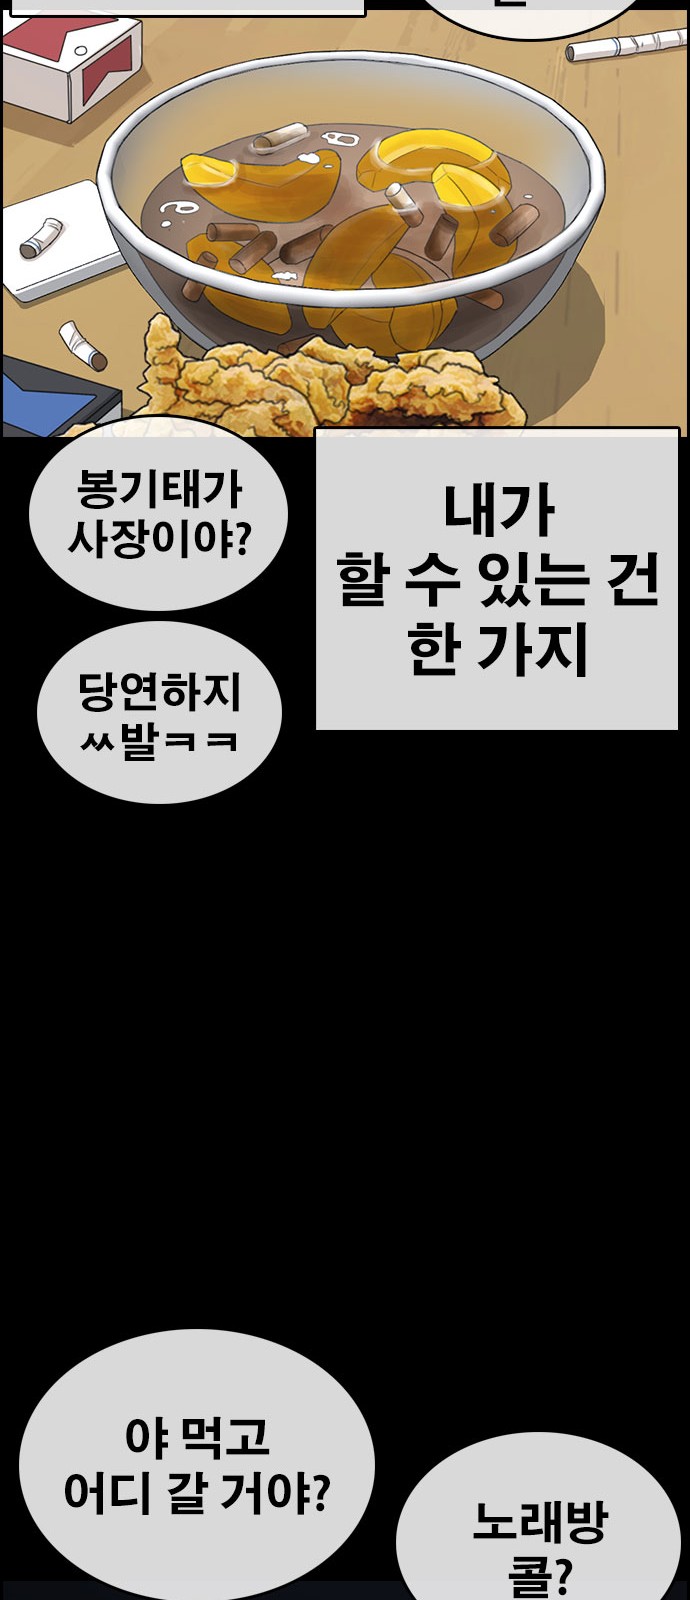 봉기태가
사장이야?
내가
할 수 있는 건
한 가지
당연하지
ㅆ발ㅋㅋ
야 먹고
어디 갈 거야?
노래방
콜?